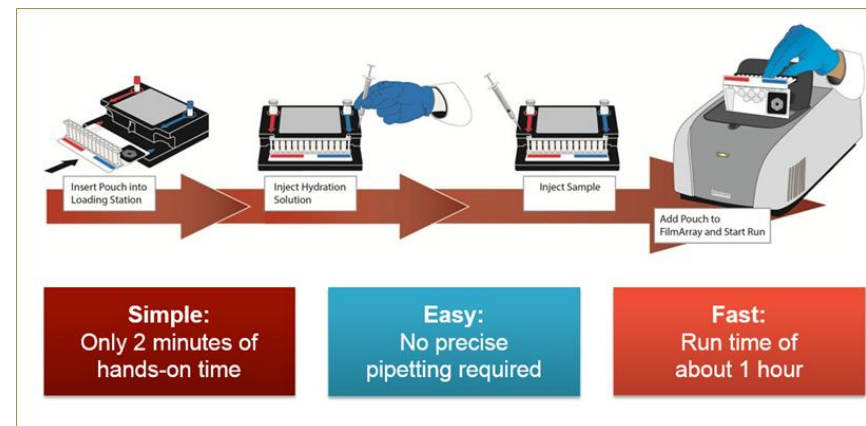 Insert Pouch into
Loading Station
Inject Hydration
Solution
Inject Sample
Add Pouch to
FilmArray and Start Run
Simple:
Only 2 minutes of
hands-on time
Easy:
No precise
pipetting required
Fast:
Run time of
about 1 hour